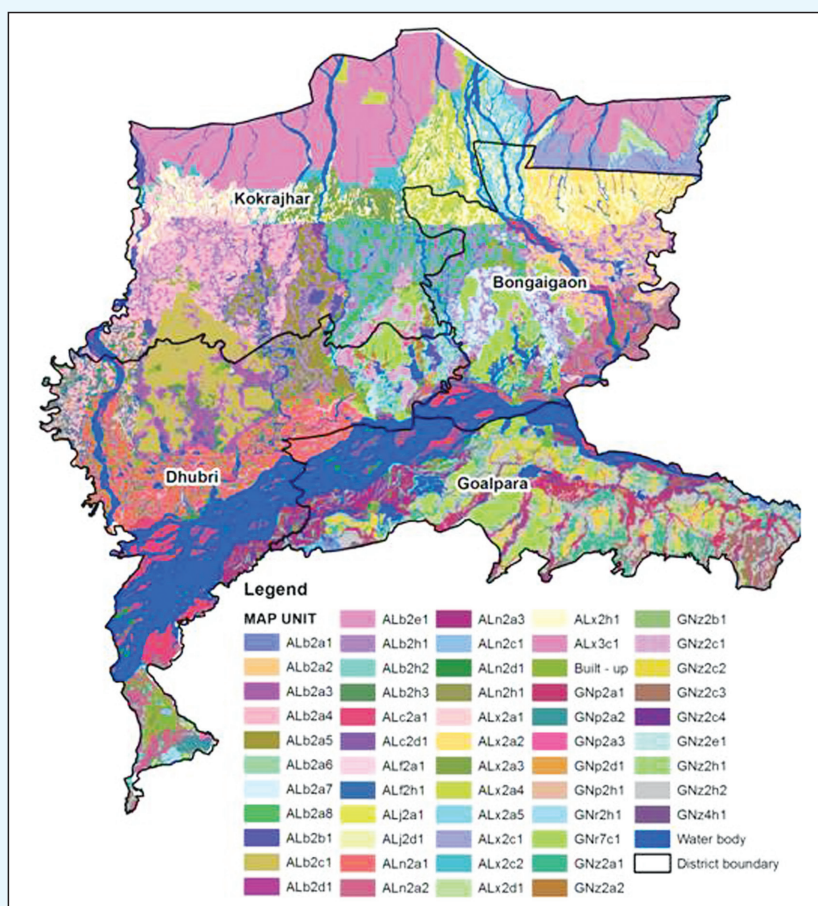 Kokrajhar
Bongaigaon
Dhubri
Goalpara
Legend
MAP UNIT
ALb2a1
ALb2a2
ALb2a3
ALb2a4
ALb2a5
ALb2a6
ALb2a7
ALb2a8
ALb2b1
ALb2c1
ALb2d1
ALb2e1
ALb2h1
ALb2h2
ALb2h3
ALc2a1
ALc2d1
ALf2a1
ALf2h1
ALj2a1
ALj2d1
ALn2a1
ALn2a2
ALn2a3
ALn2c1
ALn2d1
ALn2h1
ALx2a1
ALx2a2
ALx2a3
ALx2a4
ALx2a5
ALx2c1
ALx2c2
ALx2d1
ALx2h1
ALx3c1
Built - up
GNp2a1
GNp2a2
GNp2a3
GNp2d1
GNp2h1
GNr2h1
GNr7c1
GNz2a1
GNz2a2
GNz2b1
GNz2c1
GNz2c2
GNz2c3
GNz2c4
GNz2e1
GNz2h1
GNz2h2
GNz4h1
Water body
District boundary